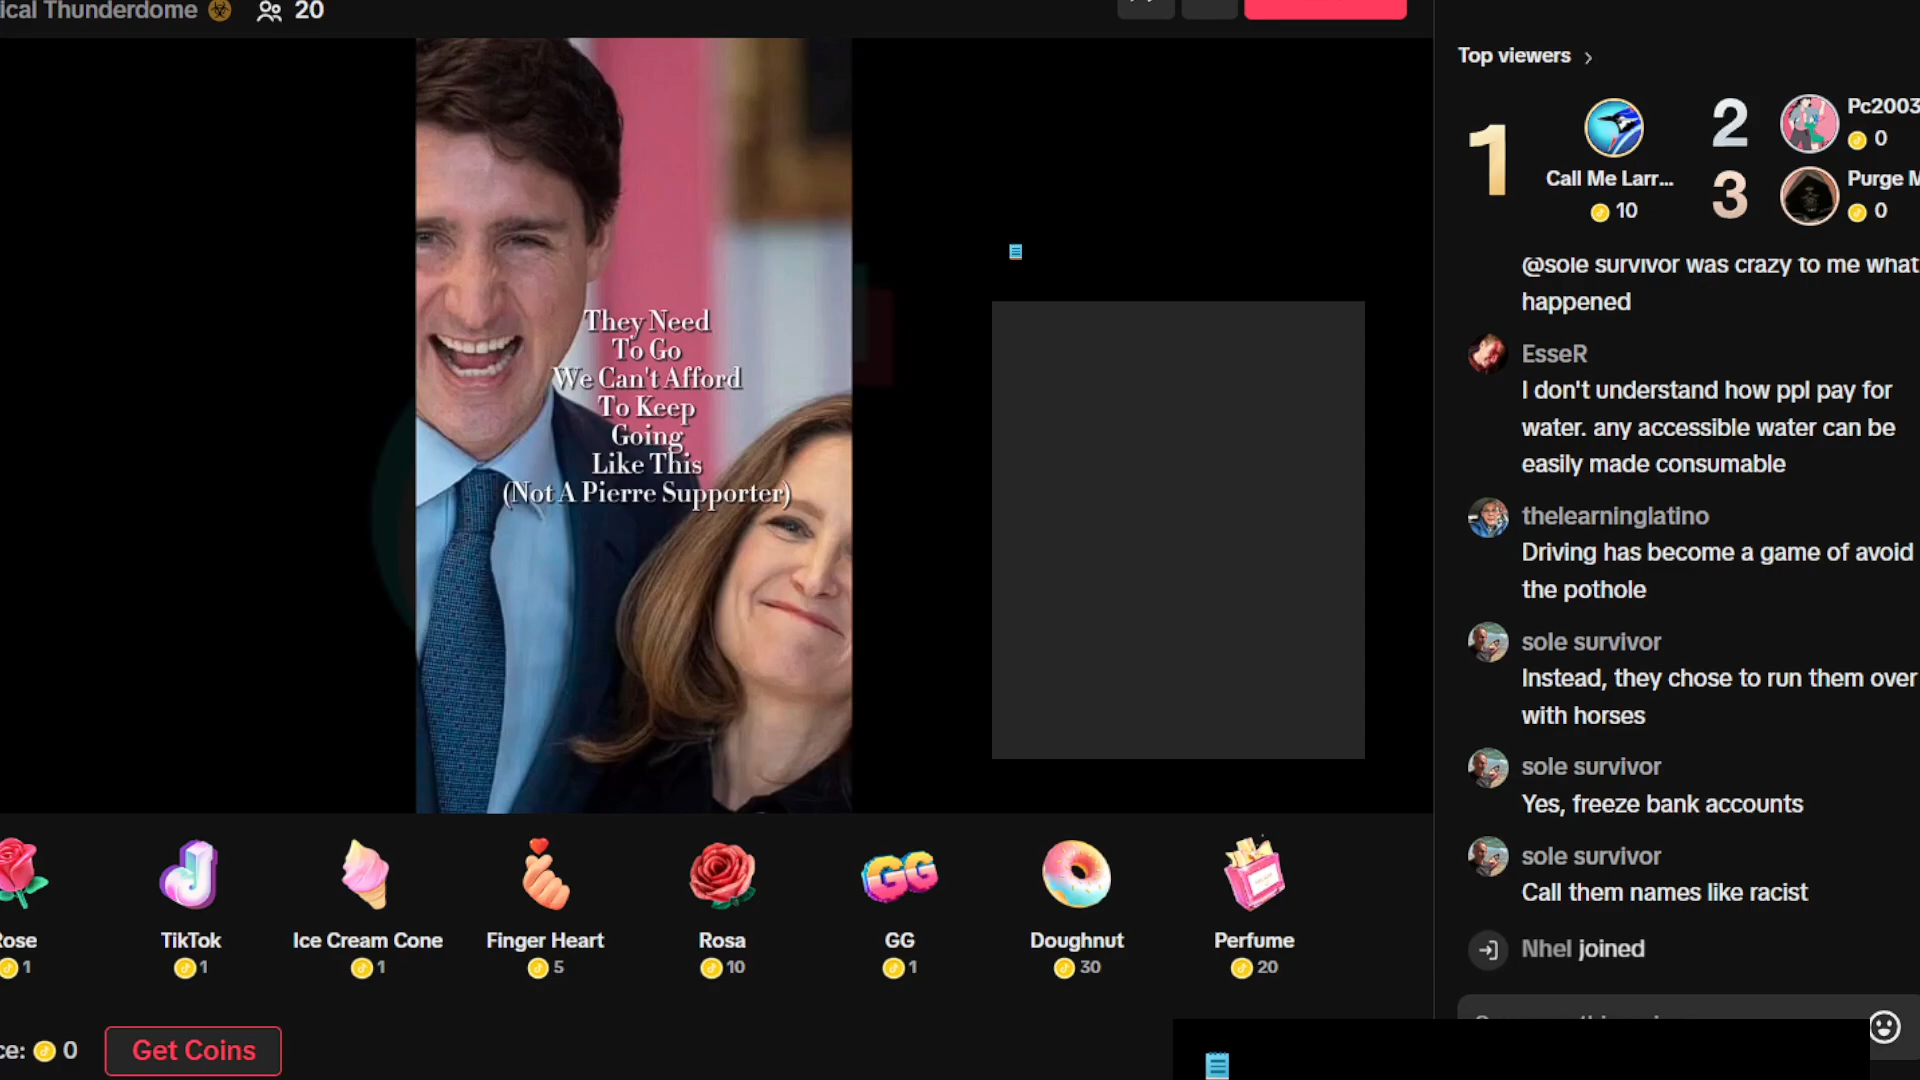 ical Thunderdome
20
They Need
To Go
We Can't Afford
To Keep
Going
Like This
(Not A Pierre Supporter)
Rose
1
TikTok
1
Ice Cream Cone
1
Finger Heart
5
Rosa
10
GG
1
Doughnut
30
Perfume
20
ce: 0
Get Coins
Top viewers
1
Call Me Larr...
10
2
Pc2003
0
3
Purge M
0
@sole survivor was crazy to me what
happened
EsseR
I don't understand how ppl pay for
water. any accessible water can be
easily made consumable
thelearninglatino
Driving has become a game of avoid
the pothole
sole survivor
Instead, they chose to run them over
with horses
sole survivor
Yes, freeze bank accounts
sole survivor
Call them names like racist
Nhel joined